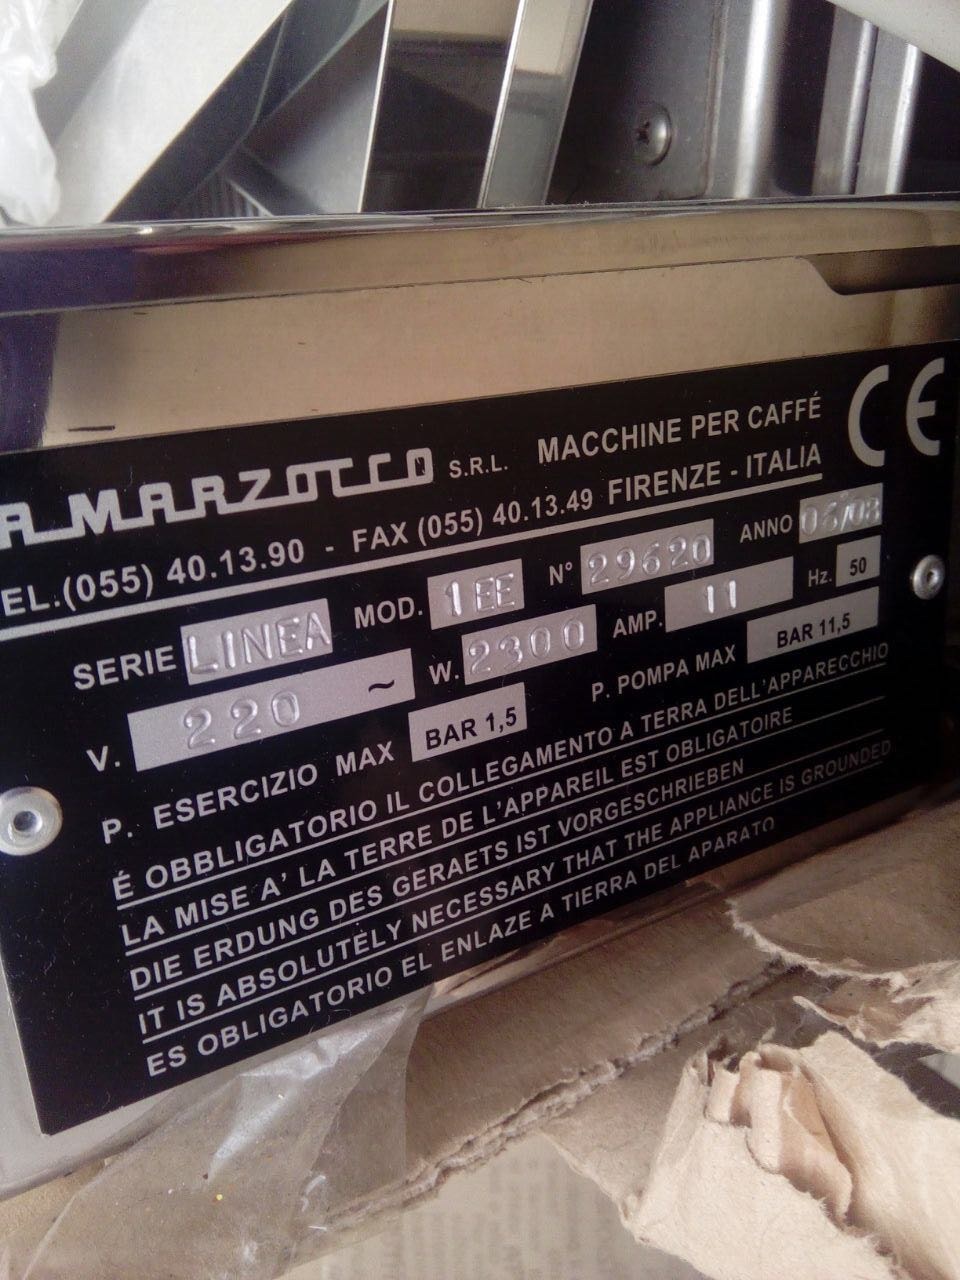 A MARZOCCO S.R.L. MACCHINE PER CAFFÉ CE
EL.(055) 40.13.90 - FAX (055) 40.13.49 FIRENZE - ITALIA
SERIE LINEA MOD. 1EE N° 29620 ANNO 06/08
V. 220 ~ W. 2300 AMP. 11 Hz. 50
P. ESERCIZIO MAX BAR 1,5 P. POMPA MAX BAR 11,5
É OBBLIGATORIO IL COLLEGAMENTO A TERRA DELL'APPARECCHIO
LA MISE A' LA TERRE DE L'APPAREIL EST OBLIGATOIRE
DIE ERDUNG DES GERAETS IST VORGESCHRIEBEN
IT IS ABSOLUTELY NECESSARY THAT THE APPLIANCE IS GROUNDED
ES OBLIGATORIO EL ENLAZE A TIERRA DEL APARATO